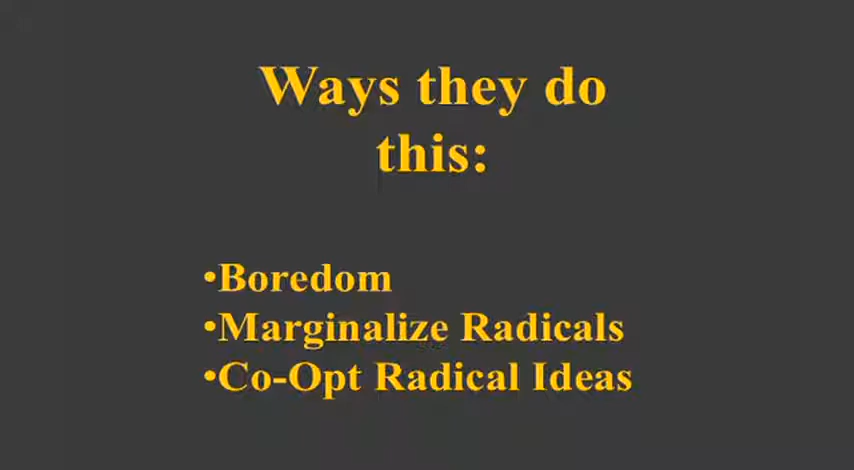 Ways they do
this:
•Boredom
•Marginalize Radicals
•Co-Opt Radical Ideas